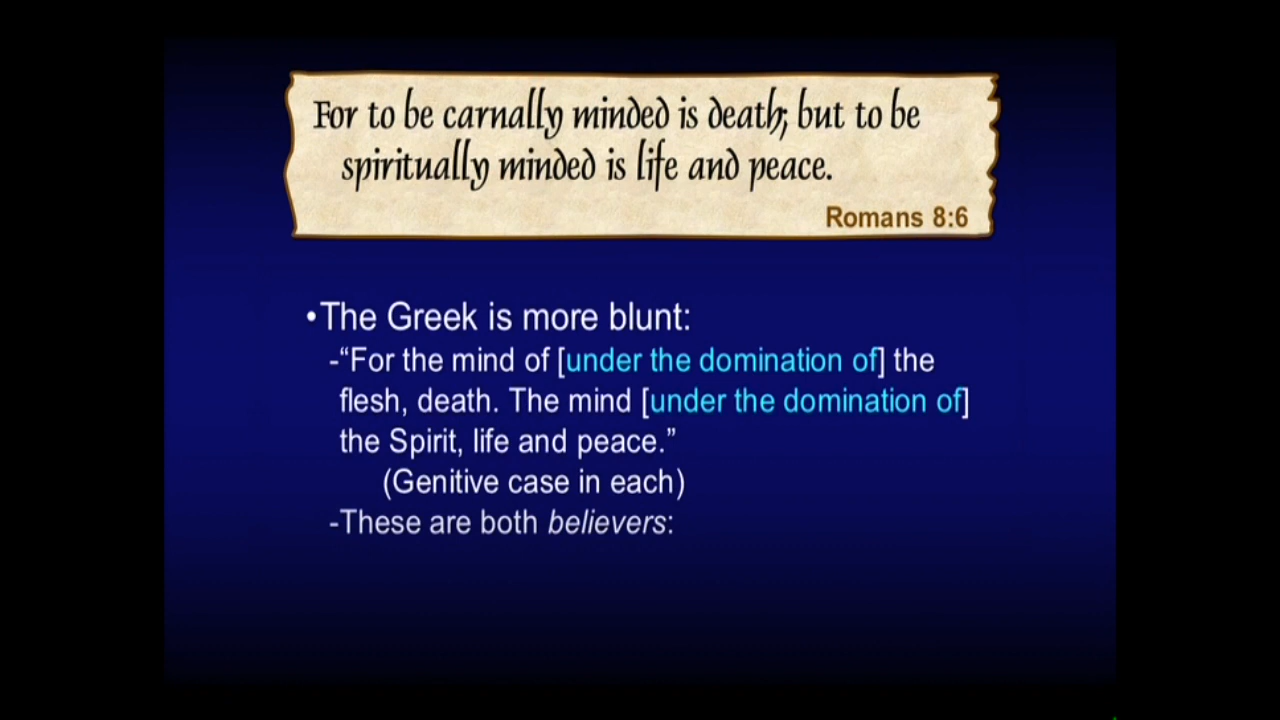 For to be carnally minded is death; but to be
spiritually minded is life and peace.
Romans 8:6
•The Greek is more blunt:
-“For the mind of [under the domination of] the
flesh, death. The mind [under the domination of]
the Spirit, life and peace.”
(Genitive case in each)
-These are both believers: